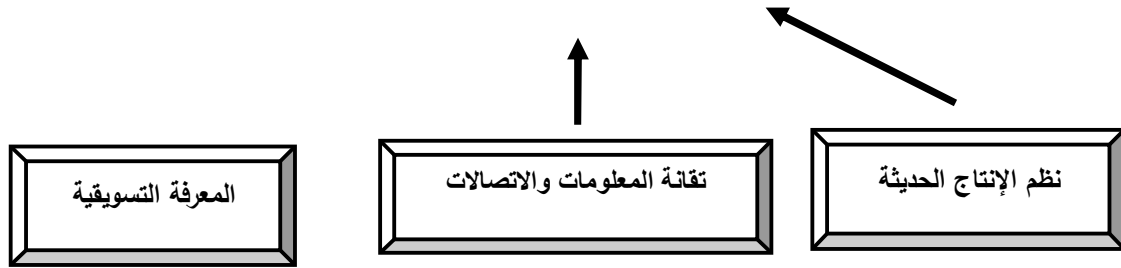 نظم الإنتاج الحديثة
تقانة المعلومات والاتصالات
المعرفة التسويقية